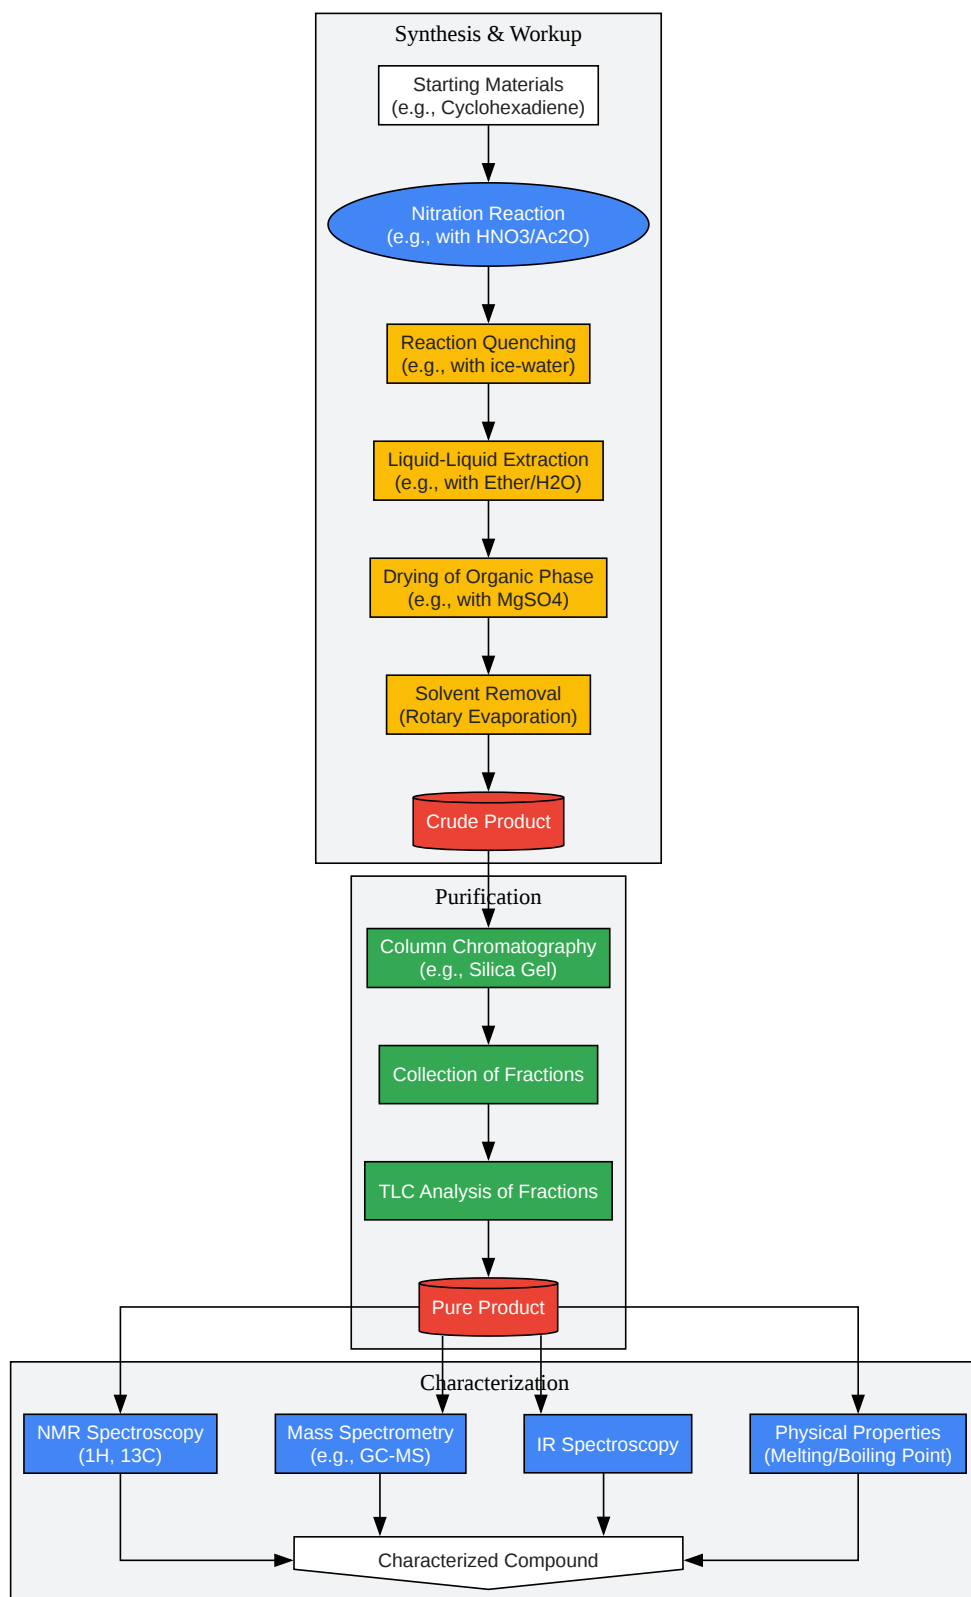 Synthesis & Workup
Starting Materials
(e.g., Cyclohexadiene)
Nitration Reaction
(e.g., with HNO3/Ac2O)
Reaction Quenching
(e.g., with ice-water)
Liquid-Liquid Extraction
(e.g., with Ether/H2O)
Drying of Organic Phase
(e.g., with MgSO4)
Solvent Removal
(Rotary Evaporation)
Crude Product
Purification
Column Chromatography
(e.g., Silica Gel)
Collection of Fractions
TLC Analysis of Fractions
Pure Product
Characterization
NMR Spectroscopy
(1H, 13C)
Mass Spectrometry
(e.g., GC-MS)
IR Spectroscopy
Physical Properties
(Melting/Boiling Point)
Characterized Compound